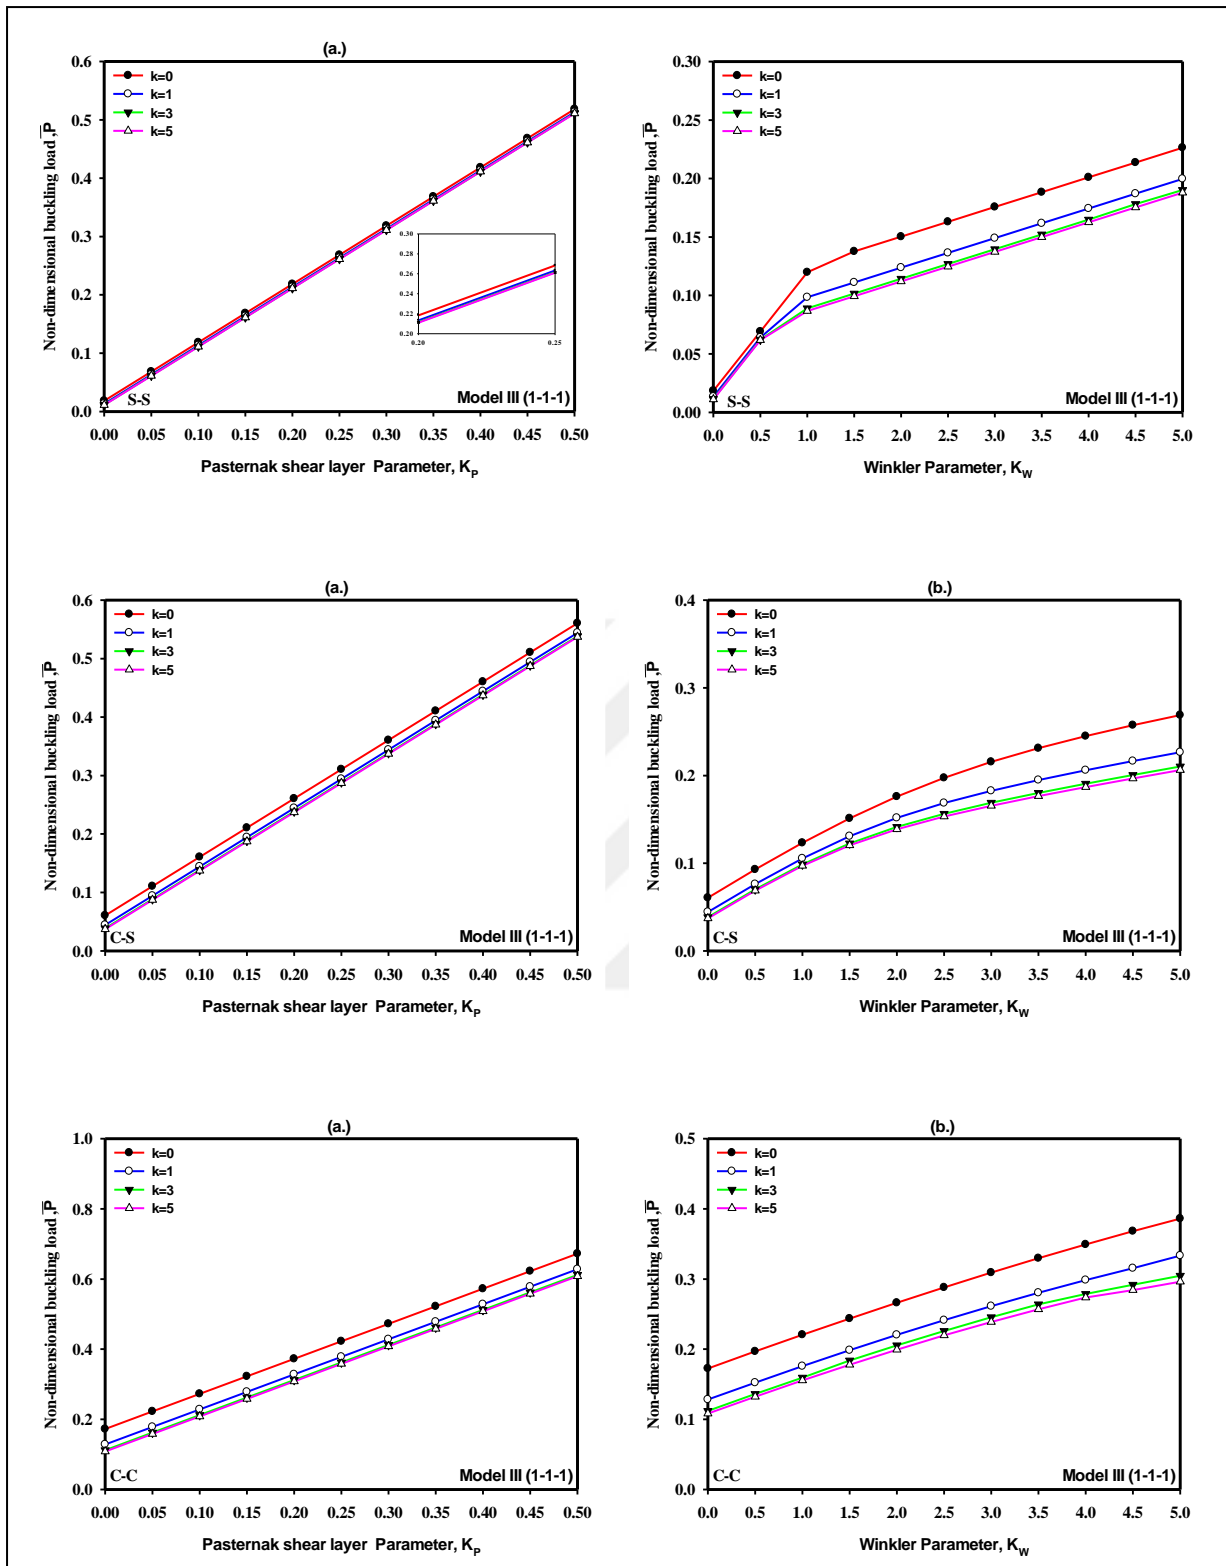 (a.)
0.6
0.5
0.4
0.3
0.2
0.1
0.0
Non-dimensional buckling load ,P̅
k=0
k=1
k=3
k=5
0.30
0.28
0.26
0.24
0.22
0.20
0.20 0.25
S-S
Model III (1-1-1)
0.00 0.05 0.10 0.15 0.20 0.25 0.30 0.35 0.40 0.45 0.50
Pasternak shear layer Parameter, KP
0.30
0.25
0.20
0.15
0.10
0.05
0.00
Non-dimensional buckling load ,P̅
k=0
k=1
k=3
k=5
S-S
Model III (1-1-1)
0.0 0.5 1.0 1.5 2.0 2.5 3.0 3.5 4.0 4.5 5.0
Winkler Parameter, KW
(a.)
0.6
0.5
0.4
0.3
0.2
0.1
0.0
Non-dimensional buckling load ,P̅
k=0
k=1
k=3
k=5
C-S
Model III (1-1-1)
0.00 0.05 0.10 0.15 0.20 0.25 0.30 0.35 0.40 0.45 0.50
Pasternak shear layer Parameter, KP
(b.)
0.4
0.3
0.2
0.1
0.0
Non-dimensional buckling load ,P̅
k=0
k=1
k=3
k=5
C-S
Model III (1-1-1)
0.0 0.5 1.0 1.5 2.0 2.5 3.0 3.5 4.0 4.5 5.0
Winkler Parameter, KW
(a.)
1.0
0.8
0.6
0.4
0.2
0.0
Non-dimensional buckling load ,P̅
k=0
k=1
k=3
k=5
C-C
Model III (1-1-1)
0.00 0.05 0.10 0.15 0.20 0.25 0.30 0.35 0.40 0.45 0.50
Pasternak shear layer Parameter, KP
(b.)
0.5
0.4
0.3
0.2
0.1
0.0
Non-dimensional buckling load ,P̅
k=0
k=1
k=3
k=5
C-C
Model III (1-1-1)
0.0 0.5 1.0 1.5 2.0 2.5 3.0 3.5 4.0 4.5 5.0
Winkler Parameter, KW